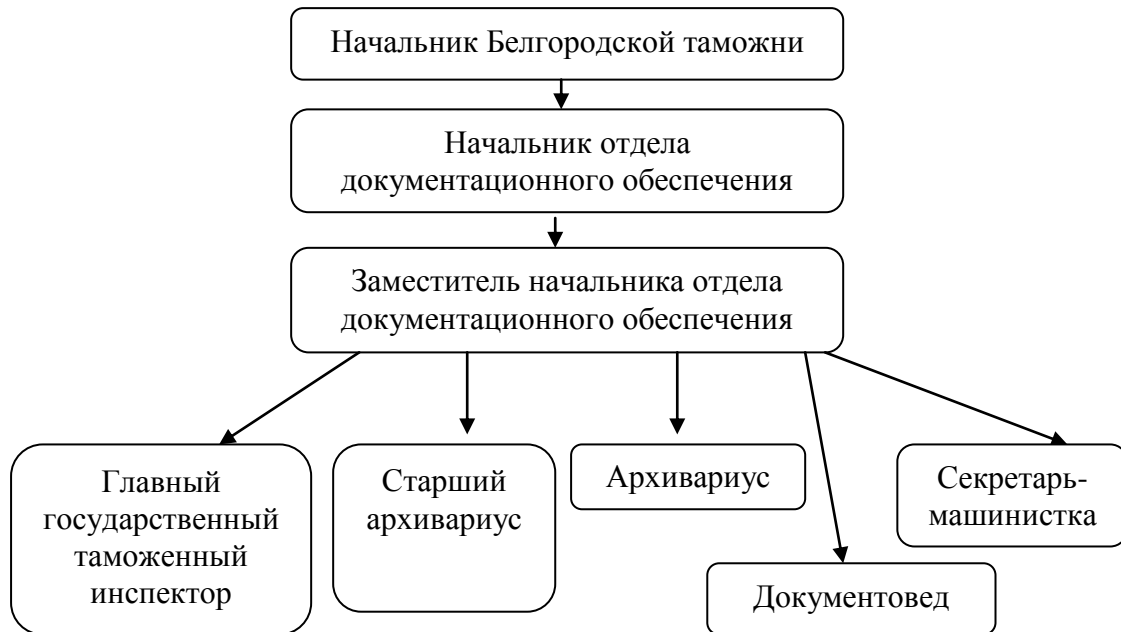 Начальник Белгородской таможни
Начальник отдела
документационного обеспечения
Заместитель начальника отдела
документационного обеспечения
Главный
государственный
таможенный
инспектор
Старший
архивариус
Архивариус
Документовед
Секретарь-
машинистка